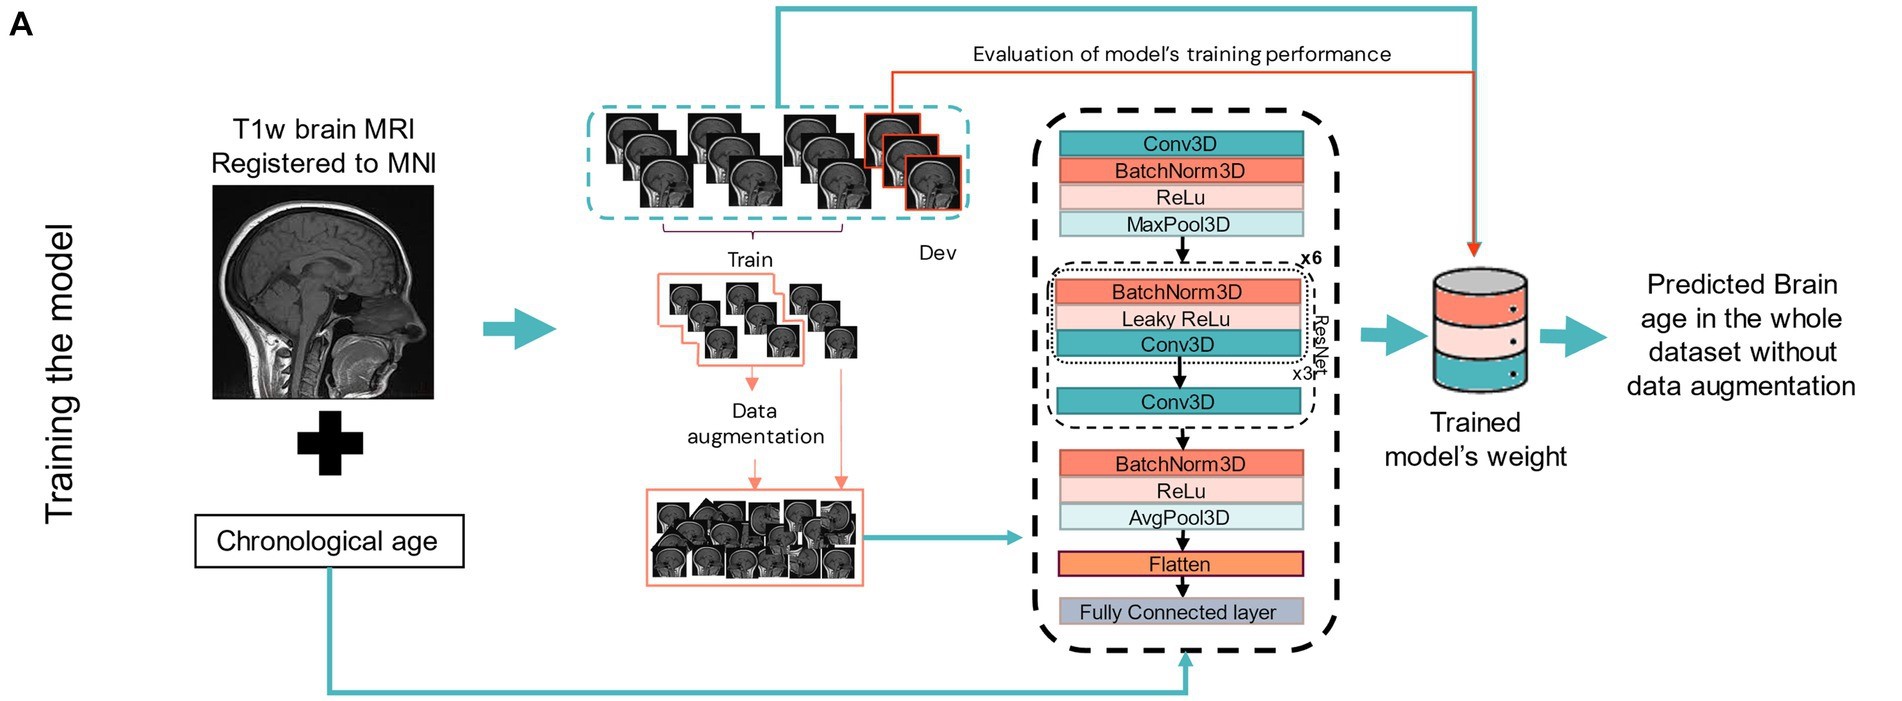 A
Training the model
T1w brain MRI
Registered to MNI
Chronological age
Evaluation of model's training performance
Train
Dev
Data
augmentation
Conv3D
BatchNorm3D
ReLu
MaxPool3D
x6
BatchNorm3D
Leaky ReLu
Conv3D
ResNet
x3
Conv3D
BatchNorm3D
ReLu
AvgPool3D
Flatten
Fully Connected layer
Trained
model's weight
Predicted Brain
age in the whole
dataset without
data augmentation